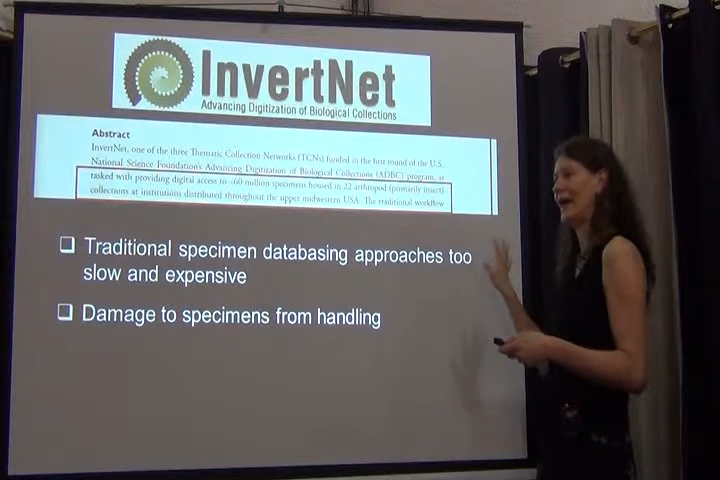 InvertNet
Advancing Digitization of Biological Collections
Abstract
InvertNet, one of the three Thematic Collection Networks (TCNs) funded in the first round of the U.S.
National Science Foundation's Advancing Digitization of Biological Collections (ADBC) program, is
tasked with providing digital access to ~60 million specimens housed in 22 arthropod (primarily insect)
collections at institutions distributed throughout the upper midwestern USA. The traditional workflow
Traditional specimen databasing approaches too
slow and expensive
Damage to specimens from handling